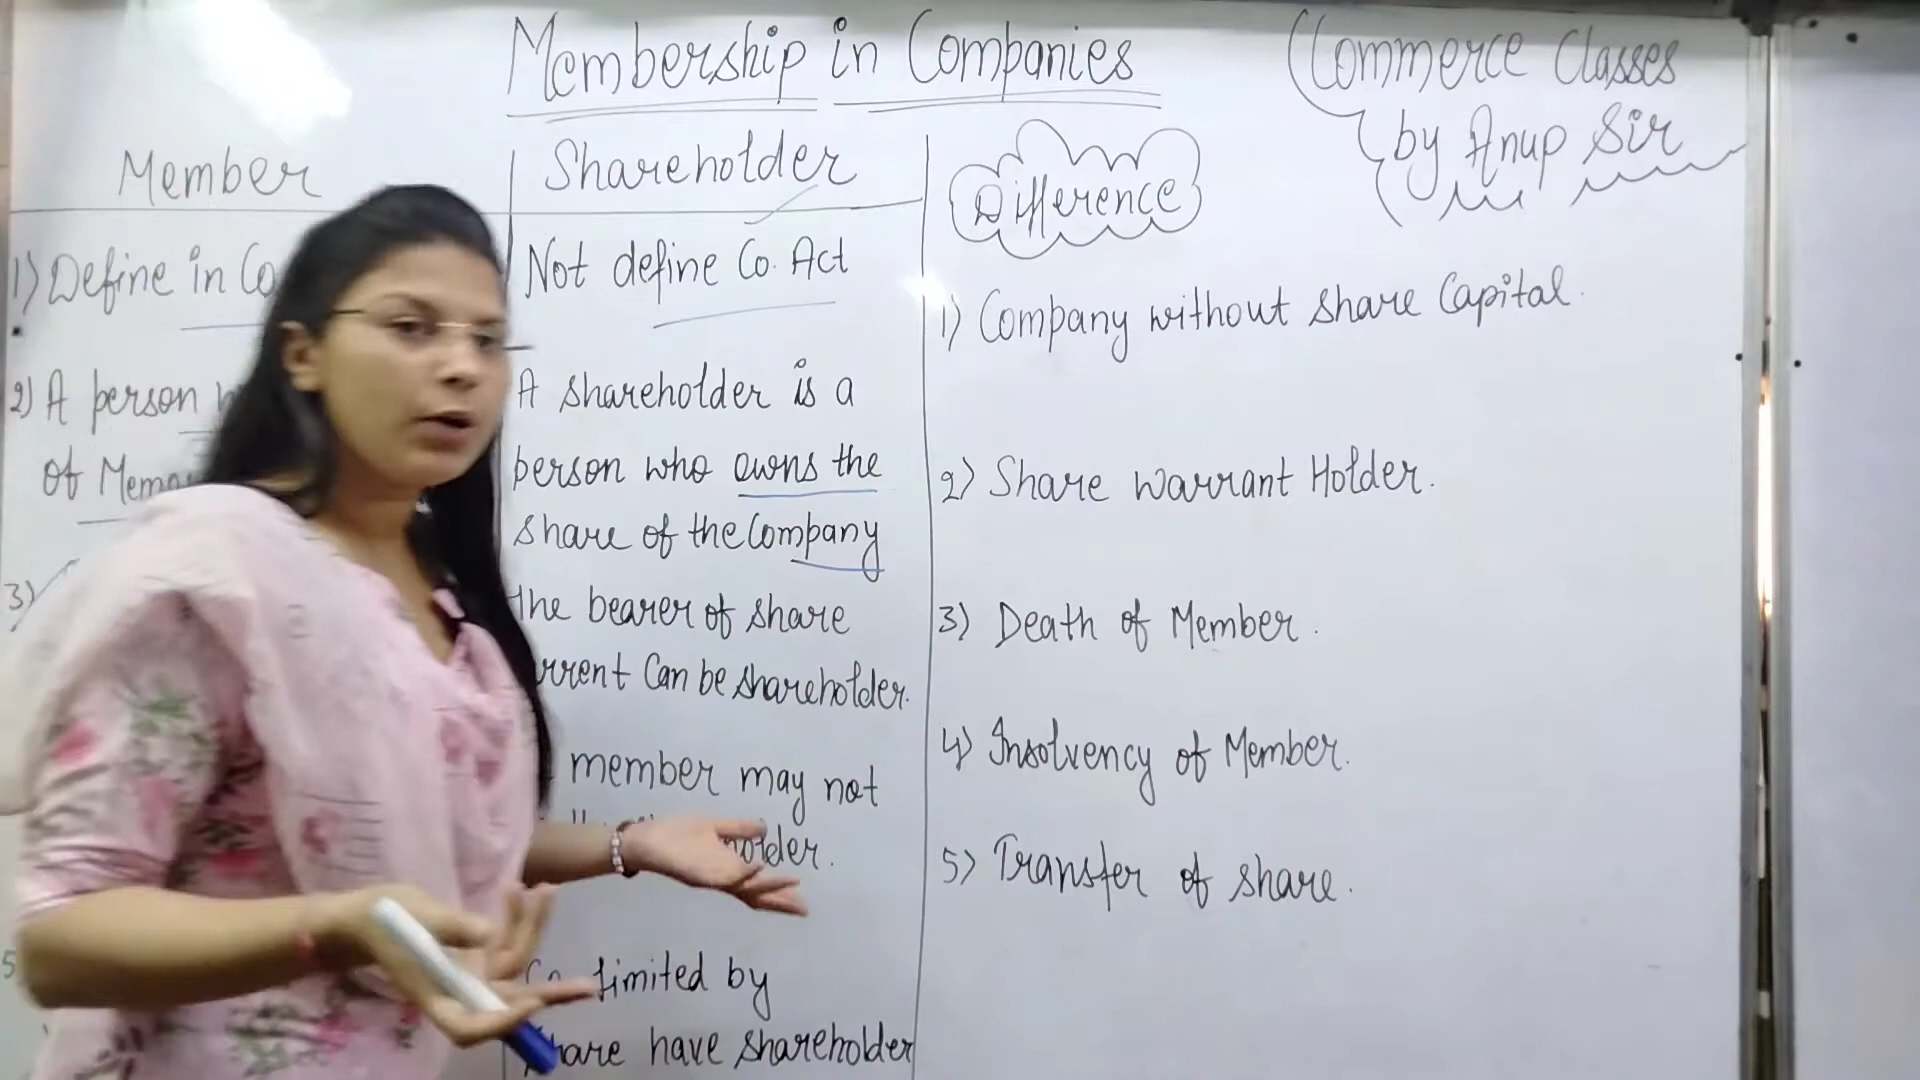 Membership in Companies
Commerce Classes
by Anup Sir
Member
1) Define in Co
2) A person
of Memo
3)
5
Shareholder
Not define Co. Act
A shareholder is a
person who owns the
share of the Company
the bearer of share
Can be shareholder.
member may not
Co limited by
share have shareholder
Difference
1) Company without share Capital.
2) Share Warrant Holder.
3) Death of Member.
4) Insolvency of Member.
5) Transfer of share.